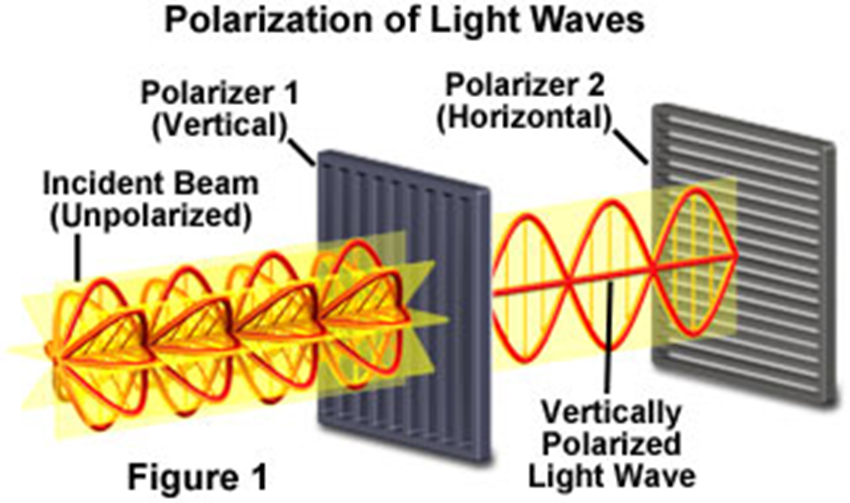 Polarization of Light Waves
Polarizer 1
(Vertical)
Polarizer 2
(Horizontal)
Incident Beam
(Unpolarized)
Vertically
Polarized
Light Wave
Figure 1